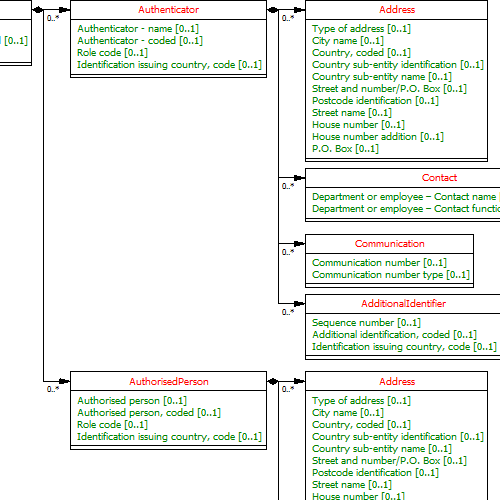 d [0..1]
0..*
Authenticator
Authenticator - name [0..1]
Authenticator - coded [0..1]
Role code [0..1]
Identification issuing country, code [0..1]
0..*
Address
Type of address [0..1]
City name [0..1]
Country, coded [0..1]
Country sub-entity identification [0..1]
Country sub-entity name [0..1]
Street and number/P.O. Box [0..1]
Postcode identification [0..1]
Street name [0..1]
House number [0..1]
House number addition [0..1]
P.O. Box [0..1]
0..*
Contact
Department or employee – Contact name [
Department or employee – Contact functio
0..*
Communication
Communication number [0..1]
Communication number type [0..1]
0..*
AdditionalIdentifier
Sequence number [0..1]
Additional identification, coded [0..1]
Identification issuing country, code [0..1]
0..*
AuthorisedPerson
Authorised person [0..1]
Authorised person, coded [0..1]
Role code [0..1]
Identification issuing country, code [0..1]
0..*
Address
Type of address [0..1]
City name [0..1]
Country, coded [0..1]
Country sub-entity identification [0..1]
Country sub-entity name [0..1]
Street and number/P.O. Box [0..1]
Postcode identification [0..1]
Street name [0..1]
House number [0..1]